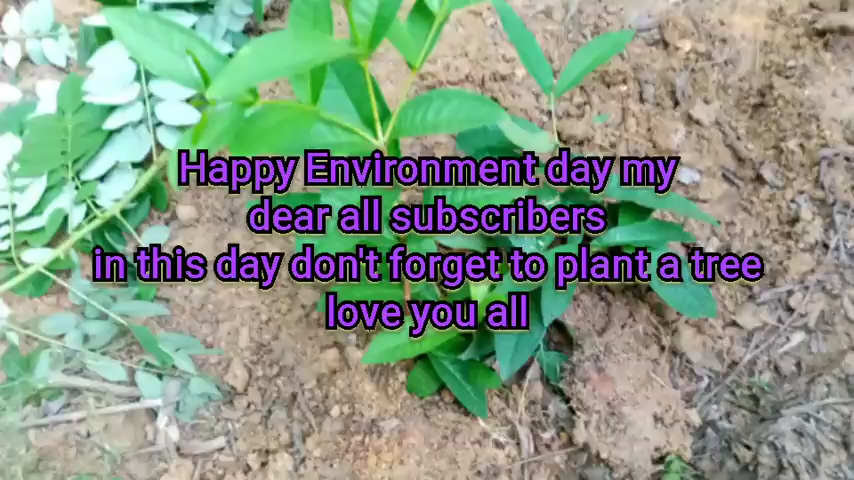 Happy Environment day my
dear all subscribers
in this day don't forget to plant a tree
love you all